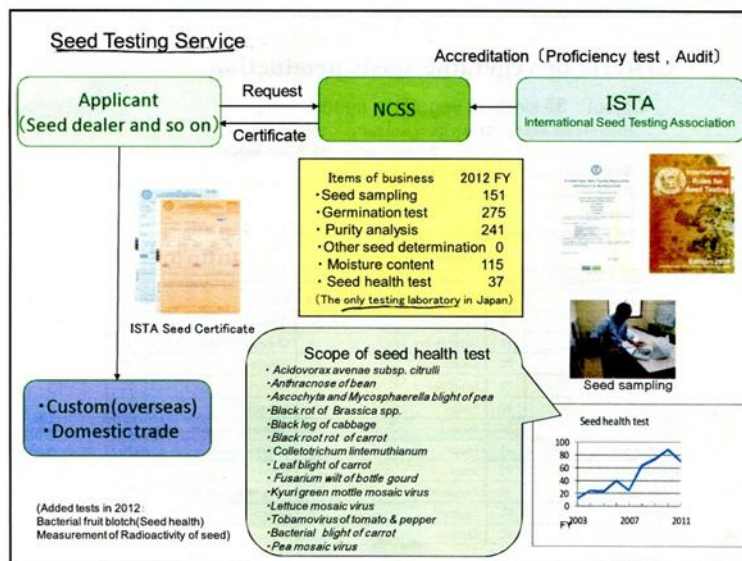 Seed Testing Service
Accreditation〔Proficiency test , Audit〕
Applicant
(Seed dealer and so on)
Request
Certificate
NCSS
ISTA
International Seed Testing Association
Items of business 2012 FY
・Seed sampling 151
・Germination test 275
・Purity analysis 241
・Other seed determination 0
・Moisture content 115
・Seed health test 37
(The only testing laboratory in Japan)
International
Rules for
Seed Testing
ISTA Seed Certificate
Seed sampling
Scope of seed health test
・Acidovorax avenae subsp. citrulli
・Anthracnose of bean
・Ascochyta and Mycosphaerella blight of pea
・Black rot of Brassica spp.
・Black leg of cabbage
・Black root rot of carrot
・Colletotrichum lintemuthianum
・Leaf blight of carrot
・Fusarium wilt of bottle gourd
・Kyuri green mottle mosaic virus
・Lettuce mosaic virus
・Tobamovirus of tomato & pepper
・Bacterial blight of carrot
・Pea mosaic virus
・Custom(overseas)
・Domestic trade
Seed health test
100
80
60
40
20
0
FY
2003 2007 2011
(Added tests in 2012:
Bacterial fruit blotch(Seed health)
Measurement of Radioactivity of seed)